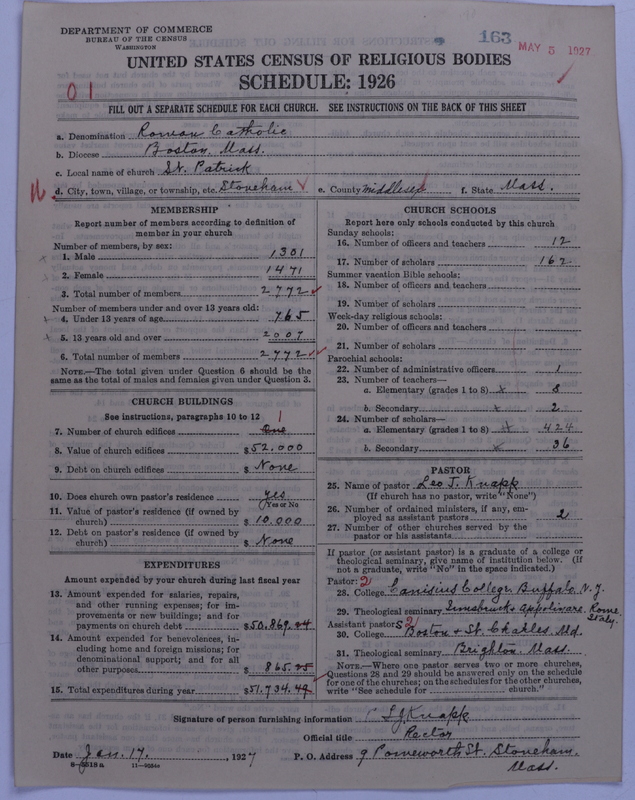 DEPARTMENT OF COMMERCE
BUREAU OF THE CENSUS
WASHINGTON
163
MAY 5 1927
UNITED STATES CENSUS OF RELIGIOUS BODIES
SCHEDULE: 1926
01
FILL OUT A SEPARATE SCHEDULE FOR EACH CHURCH. SEE INSTRUCTIONS ON THE BACK OF THIS SHEET
a. Denomination Roman Catholic
b. Diocese Boston, Mass.
c. Local name of church St. Patrick
d. City, town, village, or township, etc. Stoneham e. County Middlesex f. State Mass.
MEMBERSHIP
Report number of members according to definition of
member in your church
Number of members, by sex:
1. Male 1301
2. Female 1471
3. Total number of members 2772
Number of members under and over 13 years old:
4. Under 13 years of age 765
5. 13 years old and over 2007
6. Total number of members 2772
NOTE.—The total given under Question 6 should be
the same as the total of males and females given under Question 3.
CHURCH BUILDINGS
See instructions, paragraphs 10 to 12
7. Number of church edifices One 1
8. Value of church edifices $52.000
9. Debt on church edifices $ None
10. Does church own pastor's residence yes
(Yes or No)
11. Value of pastor's residence (if owned by
church) $ 10.000
12. Debt on pastor's residence (if owned by
church) $ None
EXPENDITURES
Amount expended by your church during last fiscal year
13. Amount expended for salaries, repairs,
and other running expenses; for im-
provements or new buildings; and for
payments on church debt $50.869.24
14. Amount expended for benevolences, in-
cluding home and foreign missions; for
denominational support; and for all
other purposes $ 865.25
15. Total expenditures during year $51.734.49
CHURCH SCHOOLS
Report here only schools conducted by this church
Sunday schools:
16. Number of officers and teachers 12
17. Number of scholars 162
Summer vacation Bible schools:
18. Number of officers and teachers
19. Number of scholars
Week-day religious schools:
20. Number of officers and teachers
21. Number of scholars
Parochial schools:
22. Number of administrative officers 1
23. Number of teachers—
a. Elementary (grades 1 to 8) x 8
b. Secondary x 2
24. Number of scholars—
a. Elementary (grades 1 to 8) x 424
b. Secondary x 36
PASTOR
25. Name of pastor Leo J. Knapp
(If church has no pastor, write "None")
26. Number of ordained ministers, if any, em-
ployed as assistant pastors 2
27. Number of other churches served by the
pastor or his assistants
If pastor (or assistant pastor) is a graduate of a college or
theological seminary, give name of institution below. (If
not a graduate, write "No" in the space indicated.)
Pastor: 2
28. College Canisius College. Buffalo N.Y.
29. Theological seminary Innsbruck & Appolinare. Rome Italy.
Assistant pastors 2
30. College Boston & St. Charles, Md.
31. Theological seminary Brighton. Mass.
NOTE.—Where one pastor serves two or more churches,
Questions 28 and 29 should be answered only on the schedule
for one of the churches; on the schedules for the other churches,
write "See schedule for church."
Signature of person furnishing information L J Knapp
Official title Rector
Date Jan. 17, 1927 P. O. Address 9 Pomeworth St. Stoneham.
Mass.
8-5518 a 11-9054